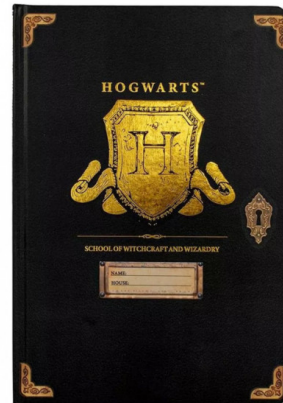 HOGWARTS™
H
SCHOOL OF WITCHCRAFT AND WIZARDRY
NAME:
HOUSE: